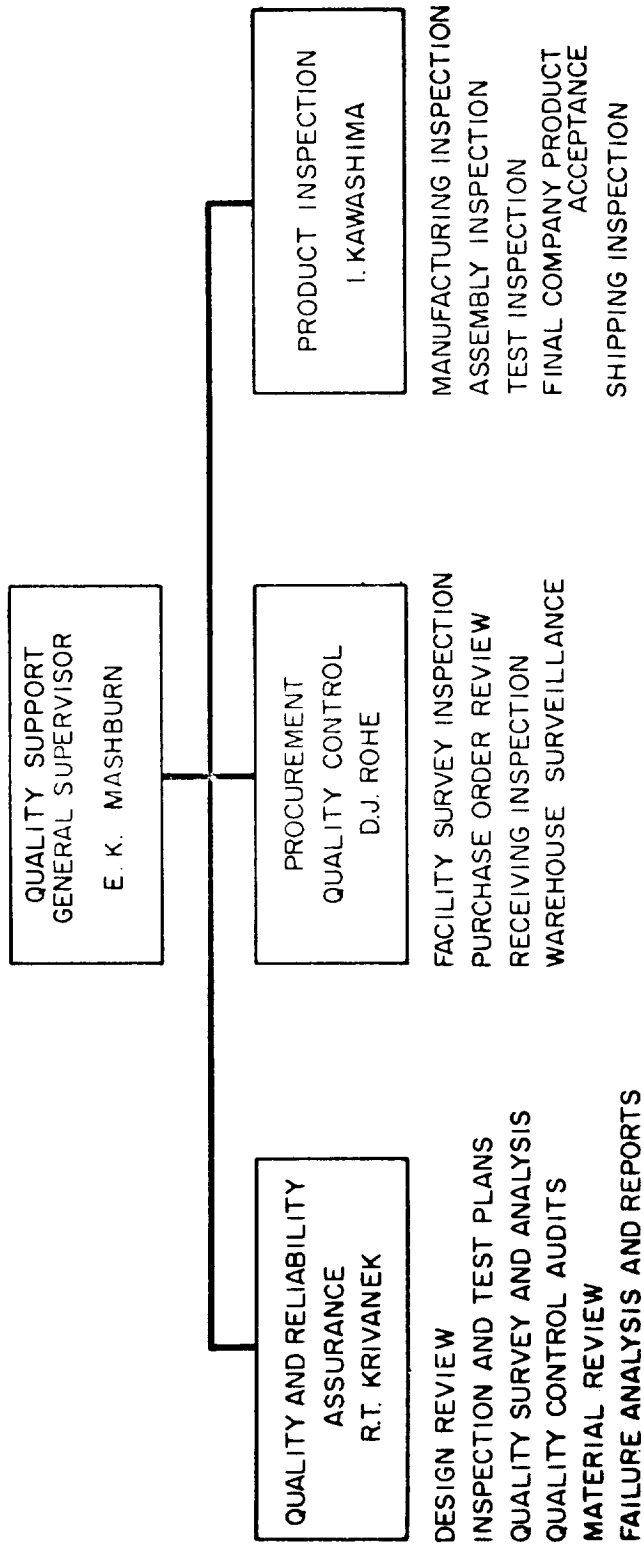 QUALITY SUPPORT
GENERAL SUPERVISOR
E. K. MASHBURN
QUALITY AND RELIABILITY
ASSURANCE
R.T. KRIVANEK
DESIGN REVIEW
INSPECTION AND TEST PLANS
QUALITY SURVEY AND ANALYSIS
QUALITY CONTROL AUDITS
MATERIAL REVIEW
FAILURE ANALYSIS AND REPORTS
PROCUREMENT
QUALITY CONTROL
D.J. ROHE
FACILITY SURVEY INSPECTION
PURCHASE ORDER REVIEW
RECEIVING INSPECTION
WAREHOUSE SURVEILLANCE
PRODUCT INSPECTION
I. KAWASHIMA
MANUFACTURING INSPECTION
ASSEMBLY INSPECTION
TEST INSPECTION
FINAL COMPANY PRODUCT
ACCEPTANCE
SHIPPING INSPECTION